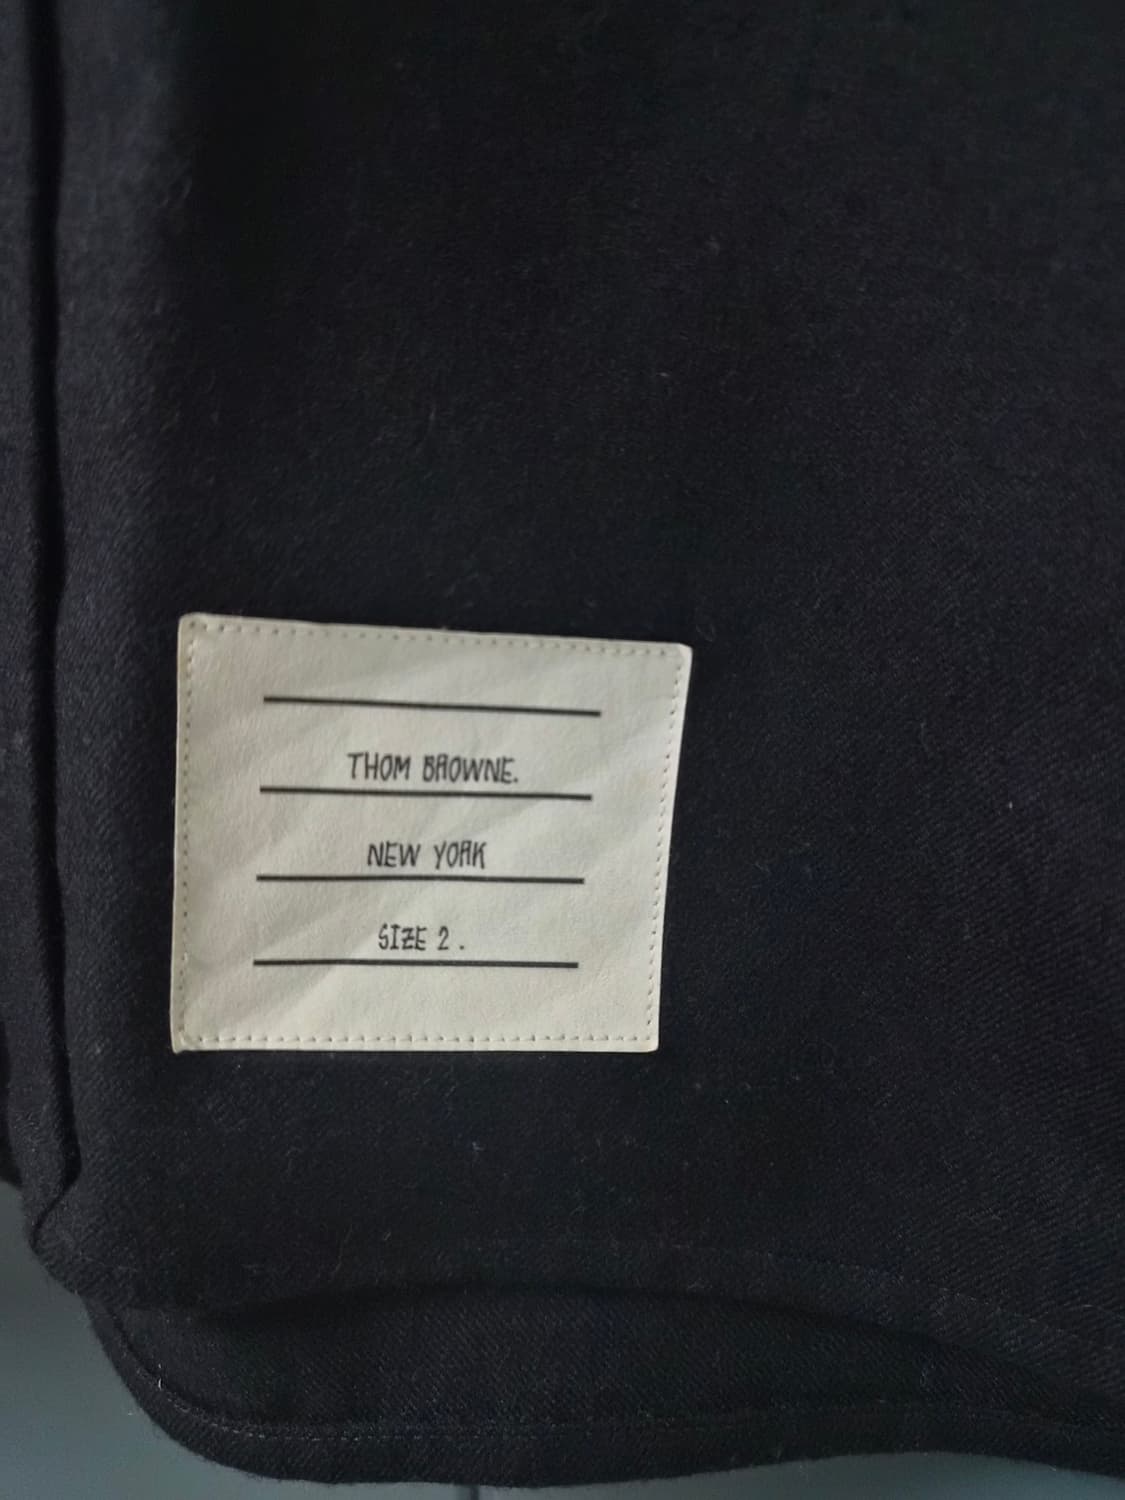 THOM BROWNE.
NEW YORK
SIZE 2 .